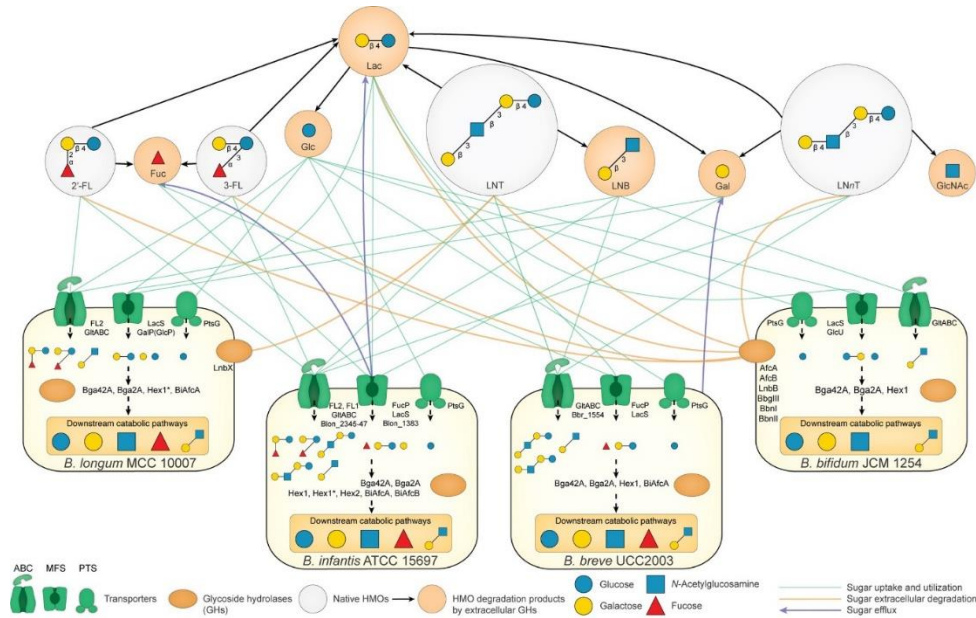 β 4
Lac
β 4
2
α
2'-FL
Fuc
β 4
3
α
3-FL
Glc
β 4
3
β
3
β
LNT
3
β
LNB
Gal
β 4
3
β
β 4
LNnT
GlcNAc
FL2
GltABC
LacS
GalP(GlcP)
PtsG
LnbX
Bga42A, Bga2A, Hex1*, BiAfcA
Downstream catabolic pathways
B. longum MCC 10007
FL2, FL1
GltABC
Blon_2345-47
FucP
LacS
Blon_1383
PtsG
Bga42A, Bga2A
Hex1, Hex1*, Hex2, BiAfcA, BiAfcB
Downstream catabolic pathways
B. infantis ATCC 15697
GltABC
Bbr_1554
FucP
LacS
PtsG
Bga42A, Bga2A, Hex1, BiAfcA
Downstream catabolic pathways
B. breve UCC2003
PtsG
LacS
GlcU
GltABC
AfcA
AfcB
LnbB
BbgIII
BbnI
BbnII
Bga42A, Bga2A, Hex1
Downstream catabolic pathways
B. bifidum JCM 1254
ABC MFS PTS
Transporters
Glycoside hydrolases
(GHs)
Native HMOs
HMO degradation products
by extracellular GHs
Glucose
N-Acetylglucosamine
Galactose
Fucose
Sugar uptake and utilization
Sugar extracellular degradation
Sugar efflux